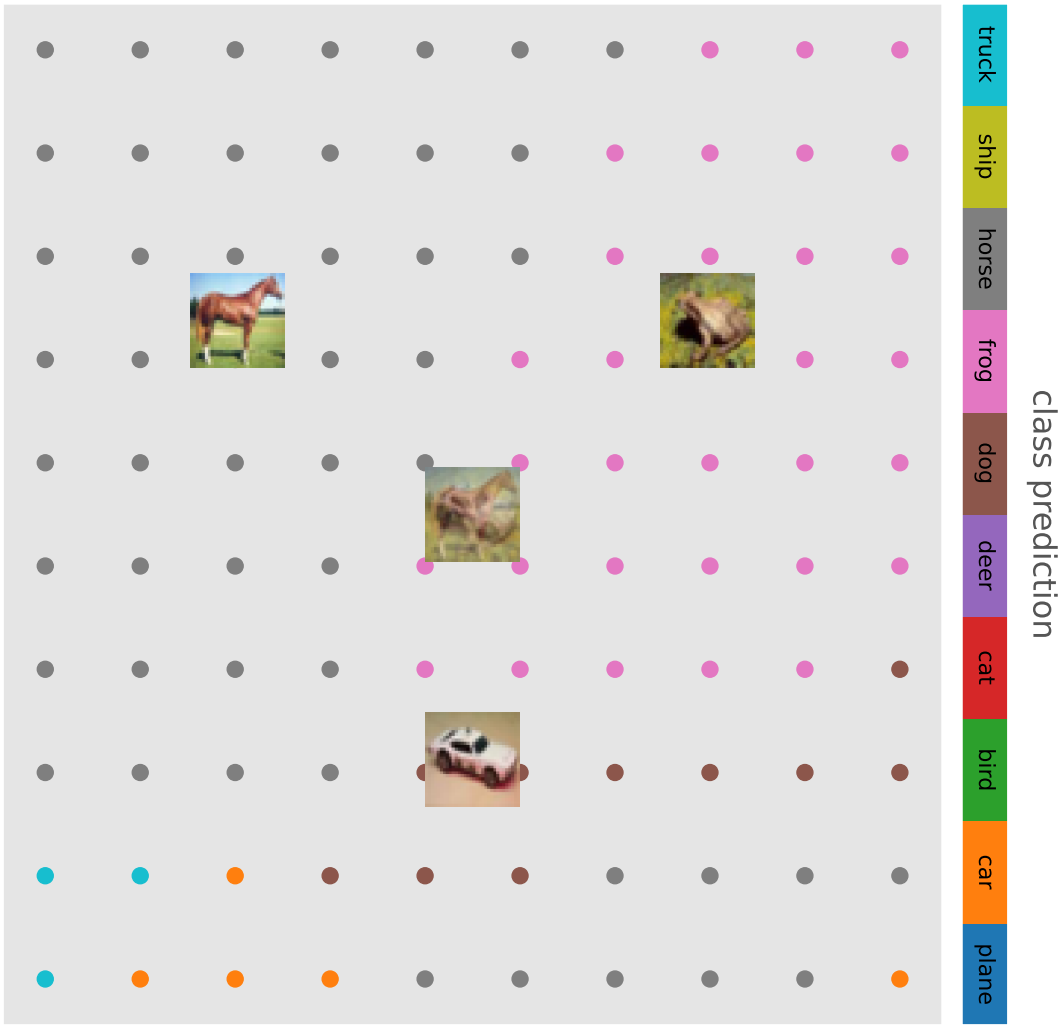 truck
ship
horse
frog
dog
deer
cat
bird
car
plane
class prediction